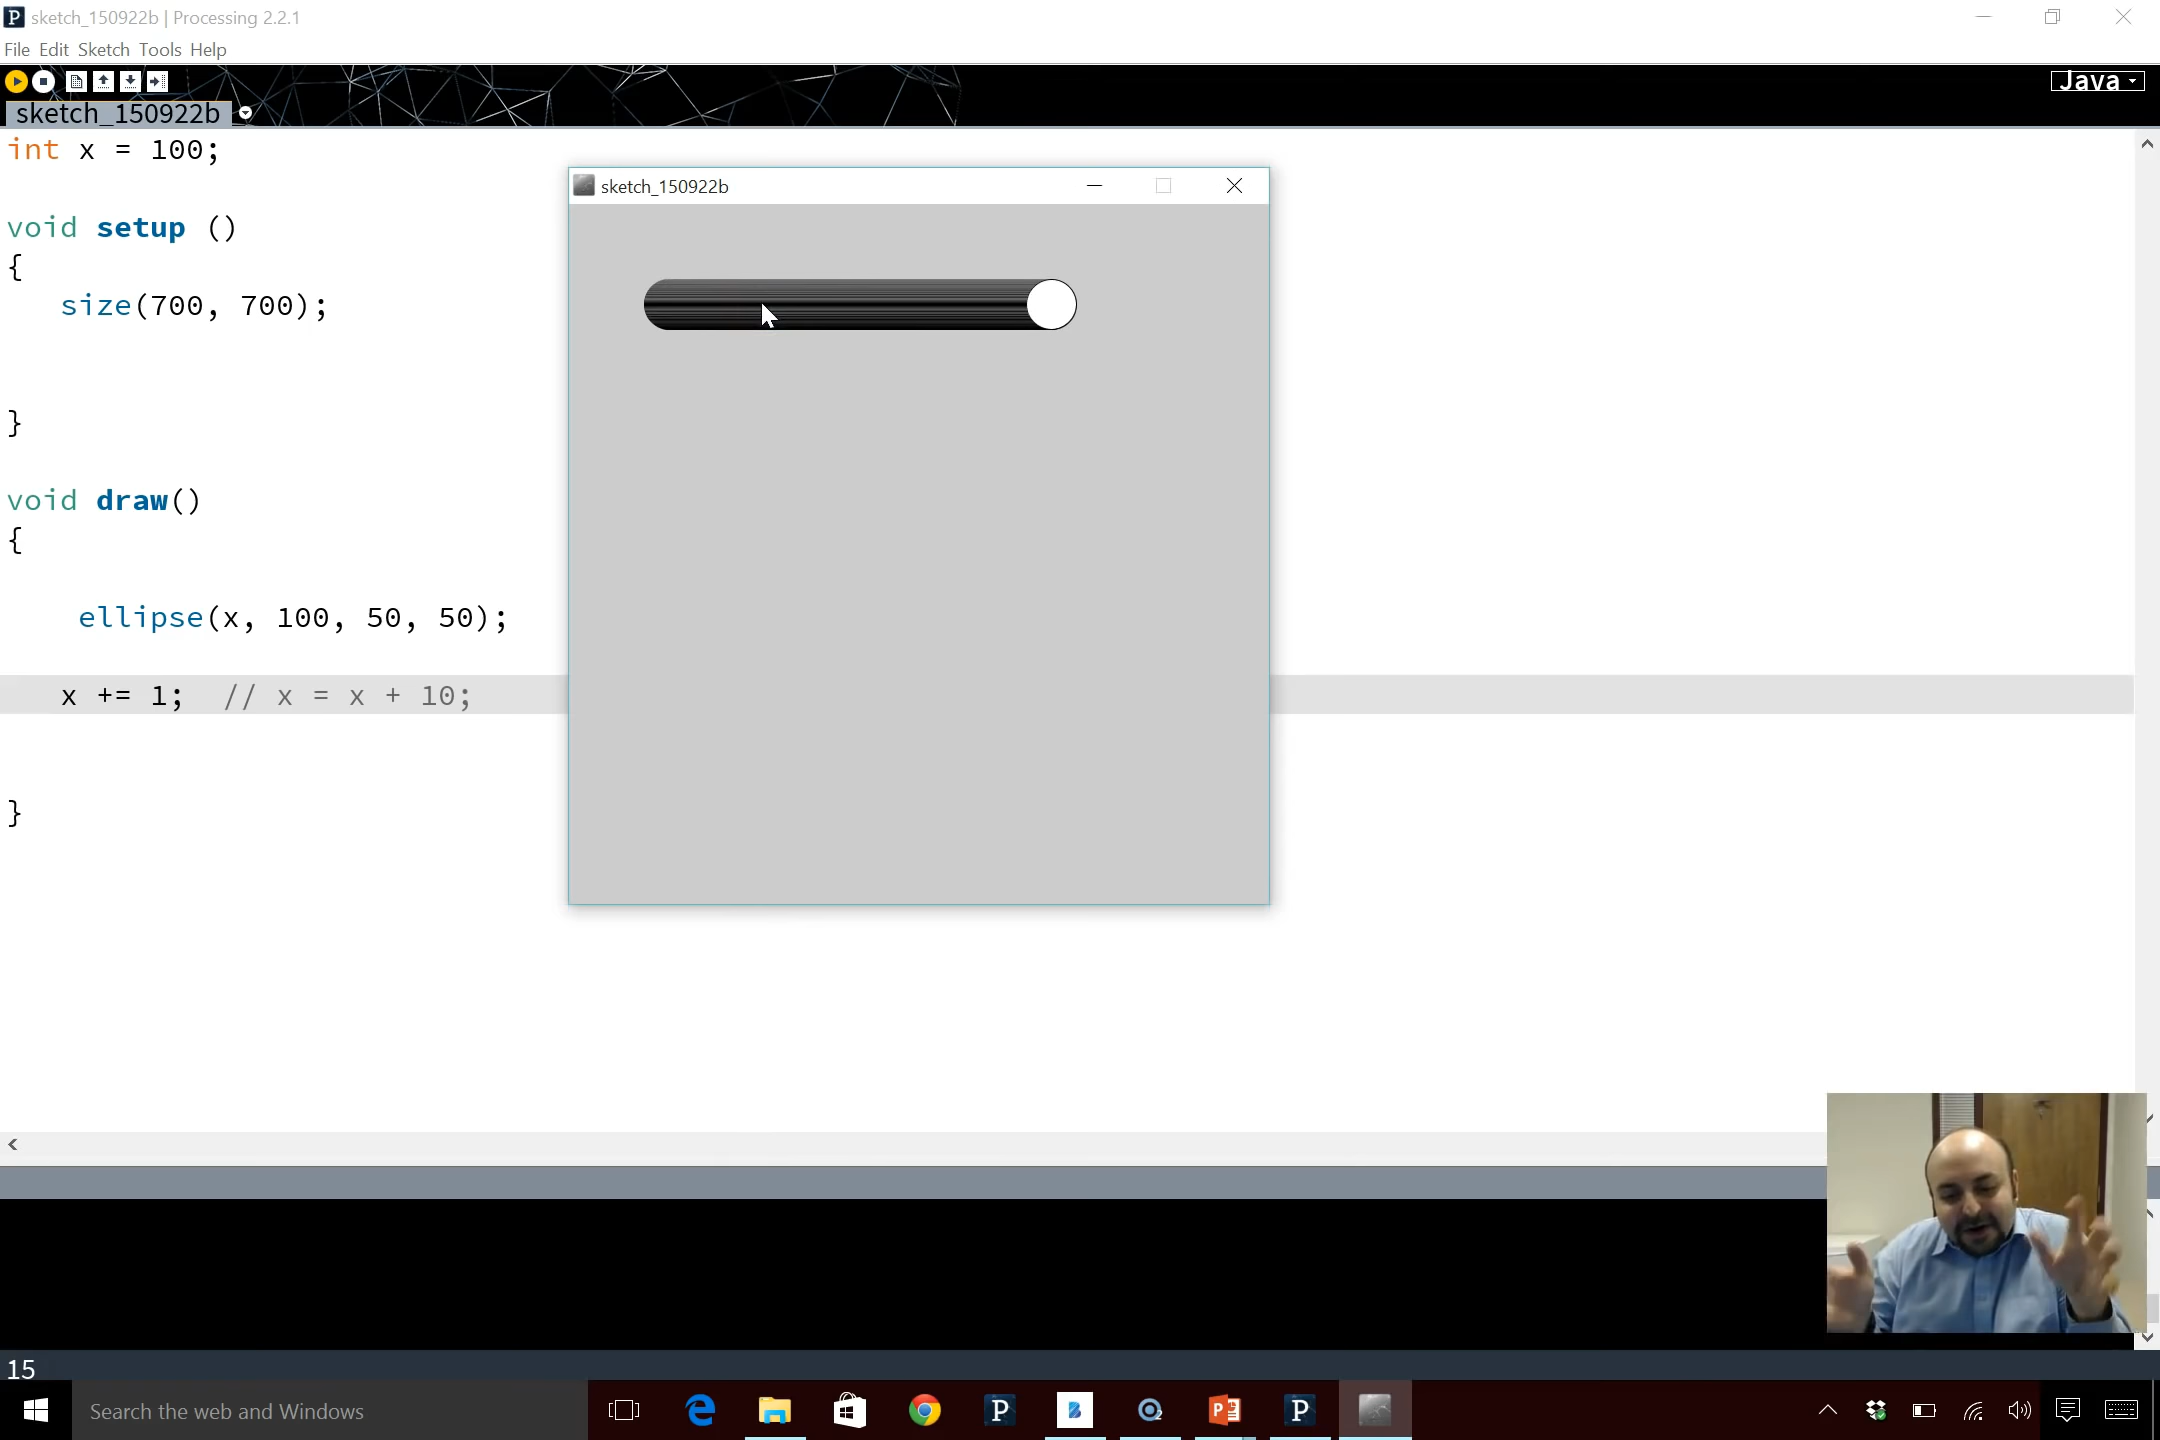 sketch_150922b | Processing 2.2.1
File Edit Sketch Tools Help
Java
sketch_150922b
int x = 100;
void setup ()
{
size(700, 700);
}
void draw()
{
ellipse(x, 100, 50, 50);
x += 1; // x = x + 10;
}
sketch_150922b
15
Search the web and Windows